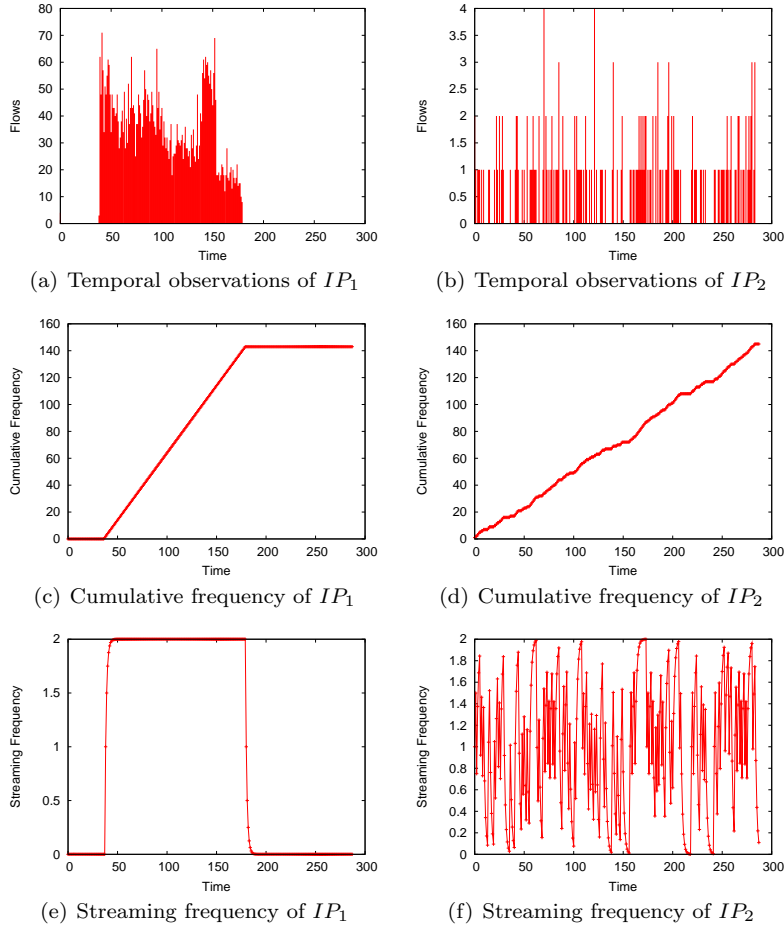 80
70
60
50
40
30
20
10
0
Flows
0 50 100 150 200 250 300
Time
(a) Temporal observations of IP1
4
3.5
3
2.5
2
1.5
1
0.5
0
Flows
0 50 100 150 200 250 300
Time
(b) Temporal observations of IP2
160
140
120
100
80
60
40
20
0
Cumulative Frequency
0 50 100 150 200 250 300
Time
(c) Cumulative frequency of IP1
160
140
120
100
80
60
40
20
0
Cumulative Frequency
0 50 100 150 200 250 300
Time
(d) Cumulative frequency of IP2
2
1.5
1
0.5
0
Streaming Frequency
0 50 100 150 200 250 300
Time
(e) Streaming frequency of IP1
2
1.8
1.6
1.4
1.2
1
0.8
0.6
0.4
0.2
0
Streaming Frequency
0 50 100 150 200 250 300
Time
(f) Streaming frequency of IP2